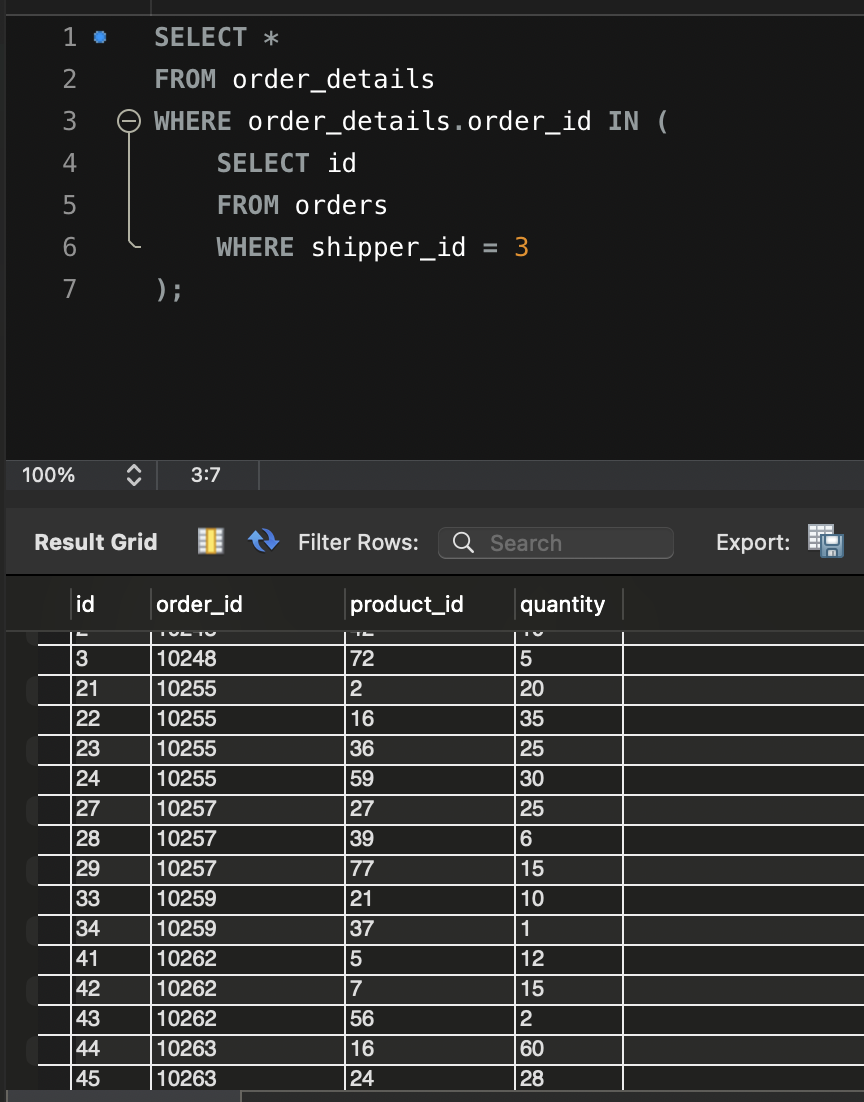 1 SELECT *
2 FROM order_details
3 WHERE order_details.order_id IN (
4 SELECT id
5 FROM orders
6 WHERE shipper_id = 3
7 );
100% 3:7
Result Grid Filter Rows: Search Export:
id order_id product_id quantity
3 10248 72 5
21 10255 2 20
22 10255 16 35
23 10255 36 25
24 10255 59 30
27 10257 27 25
28 10257 39 6
29 10257 77 15
33 10259 21 10
34 10259 37 1
41 10262 5 12
42 10262 7 15
43 10262 56 2
44 10263 16 60
45 10263 24 28